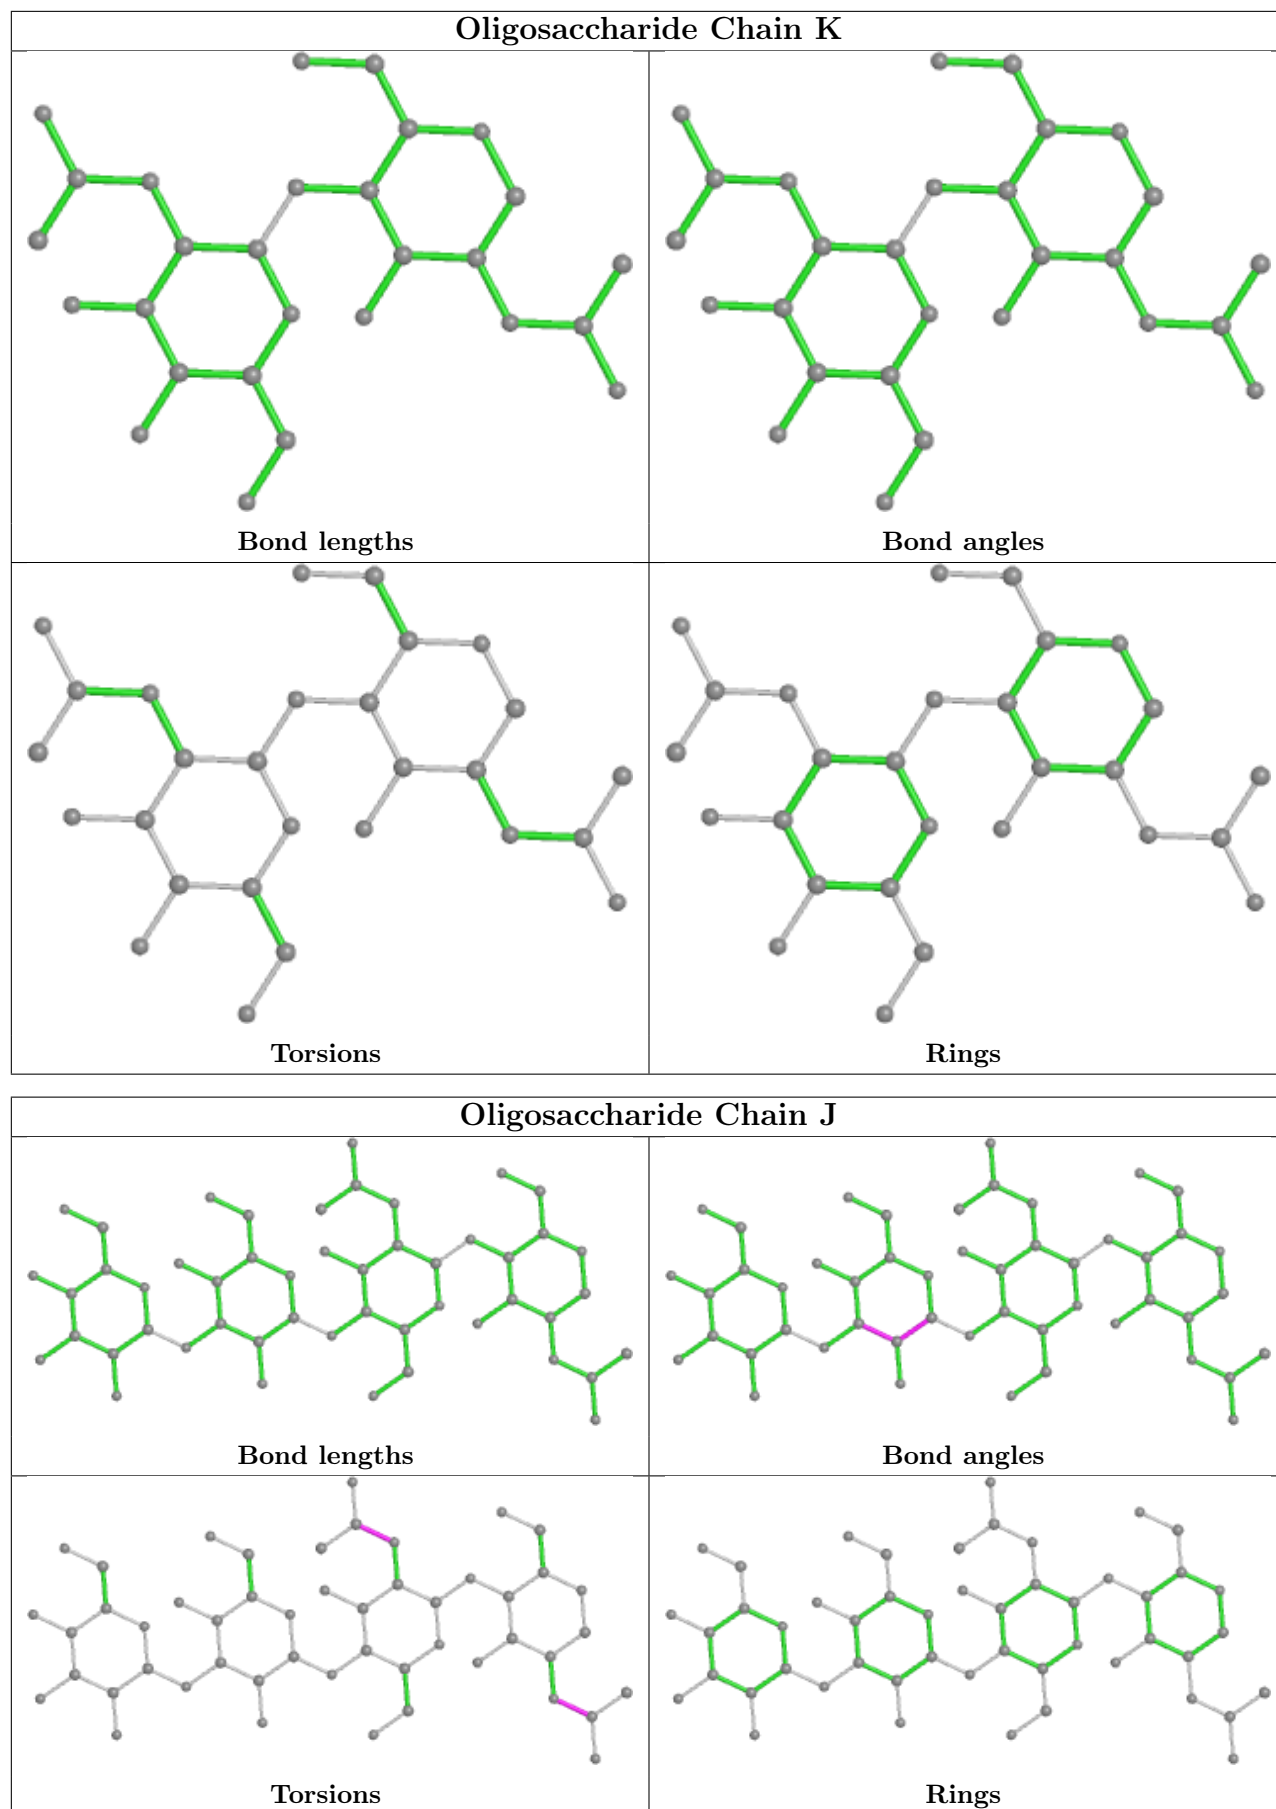 Oligosaccharide Chain K
Bond lengths
Bond angles
Torsions
Rings
Oligosaccharide Chain J
Bond lengths
Bond angles
Torsions
Rings